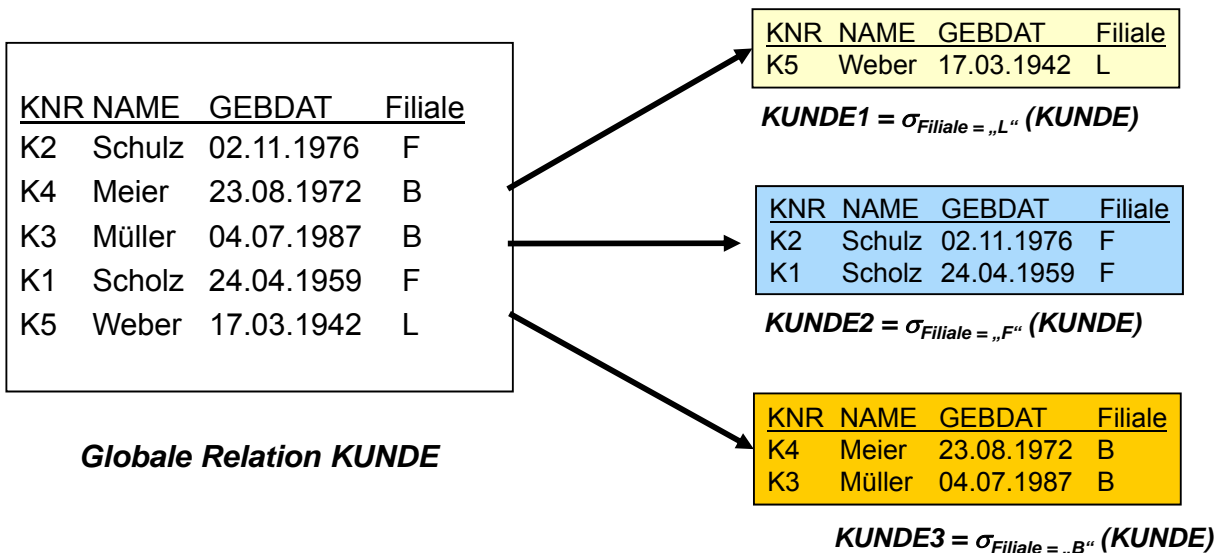 KNR NAME GEBDAT Filiale
K2 Schulz 02.11.1976 F
K4 Meier 23.08.1972 B
K3 Müller 04.07.1987 B
K1 Scholz 24.04.1959 F
K5 Weber 17.03.1942 L
Globale Relation KUNDE
KNR NAME GEBDAT Filiale
K5 Weber 17.03.1942 L
KUNDE1 = σFiliale = „L“ (KUNDE)
KNR NAME GEBDAT Filiale
K2 Schulz 02.11.1976 F
K1 Scholz 24.04.1959 F
KUNDE2 = σFiliale = „F“ (KUNDE)
KNR NAME GEBDAT Filiale
K4 Meier 23.08.1972 B
K3 Müller 04.07.1987 B
KUNDE3 = σFiliale = „B“ (KUNDE)